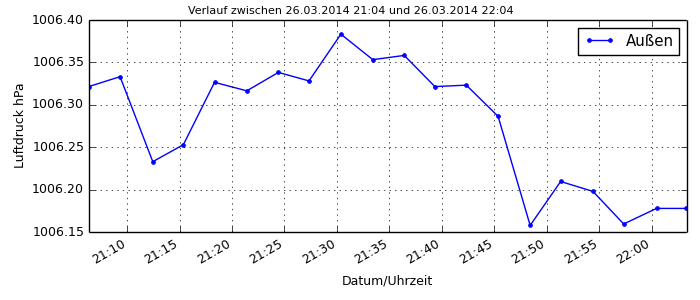 Verlauf zwischen 26.03.2014 21:04 und 26.03.2014 22:04
Außen
Luftdruck hPa
1006.40
1006.35
1006.30
1006.25
1006.20
1006.15
21:10 21:15 21:20 21:25 21:30 21:35 21:40 21:45 21:50 21:55 22:00
Datum/Uhrzeit